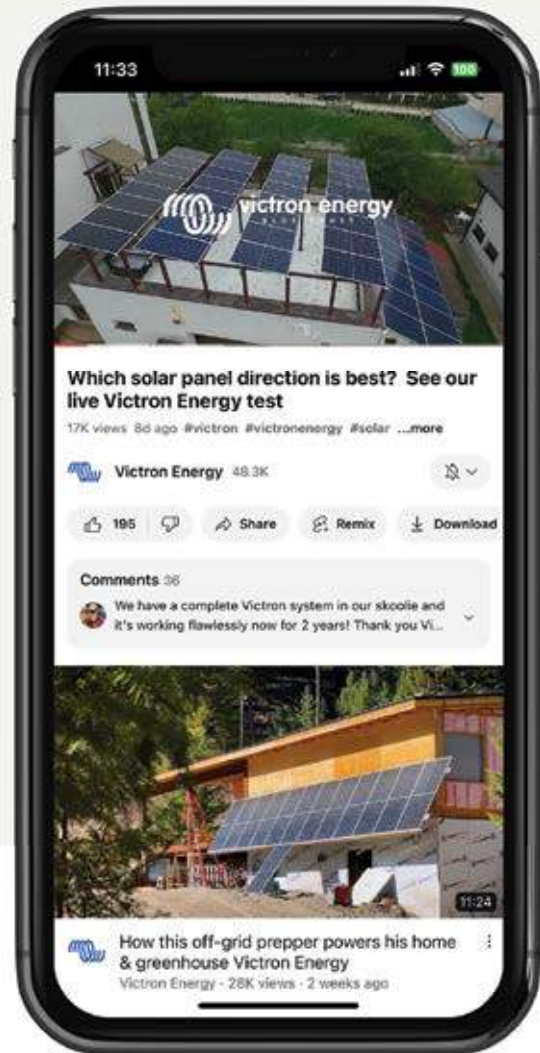 11:33
100
victron energy
BLUE POWER
Which solar panel direction is best? See our
live Victron Energy test
17K views 8d ago #victron #victronenergy #solar ...more
Victron Energy 48.3K
195
Share
Remix
Download
Comments 36
We have a complete Victron system in our skoolie and
it's working flawlessly now for 2 years! Thank you Vi...
11:24
How this off-grid prepper powers his home
& greenhouse Victron Energy
Victron Energy - 28K views - 2 weeks ago